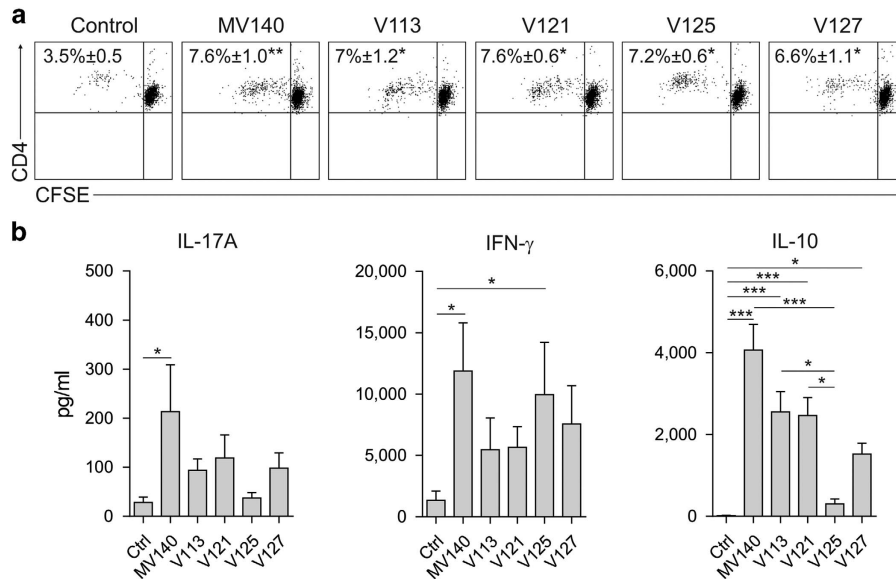 a
Control MV140 V113 V121 V125 V127
3.5%±0.5 7.6%±1.0** 7%±1.2* 7.6%±0.6* 7.2%±0.6* 6.6%±1.1*
CD4
CFSE
b
IL-17A IFN-γ IL-10
pg/ml
500
400
300
200
100
0
*
Ctrl MV140 V113 V121 V125 V127
20,000
15,000
10,000
5,000
0
*
*
Ctrl MV140 V113 V121 V125 V127
6,000
4,000
2,000
0
*
***
***
***
***
*
*
Ctrl MV140 V113 V121 V125 V127